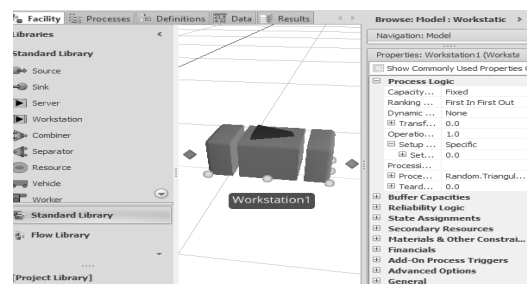 Facility Processes Definitions Data Results
Libraries <
Standard Library
Source
Sink
Server
Workstation
Combiner
Separator
Resource
Vehicle
Worker
Standard Library
Flow Library
[Project Library]
Workstation1
Browse: Model : Workstatic >
Navigation: Model
Properties: Workstation1 (Worksta
Show Commonly Used Properties
Process Logic
Capacity... Fixed
Ranking ... First In First Out
Dynamic ... None
Transf... 0.0
Operatio... 1.0
Setup ... Specific
Set... 0.0
Processi...
Proce... Random.Triangul...
Teard... 0.0
Buffer Capacities
Reliability Logic
State Assignments
Secondary Resources
Materials & Other Constrai...
Financials
Add-On Process Triggers
Advanced Options
General